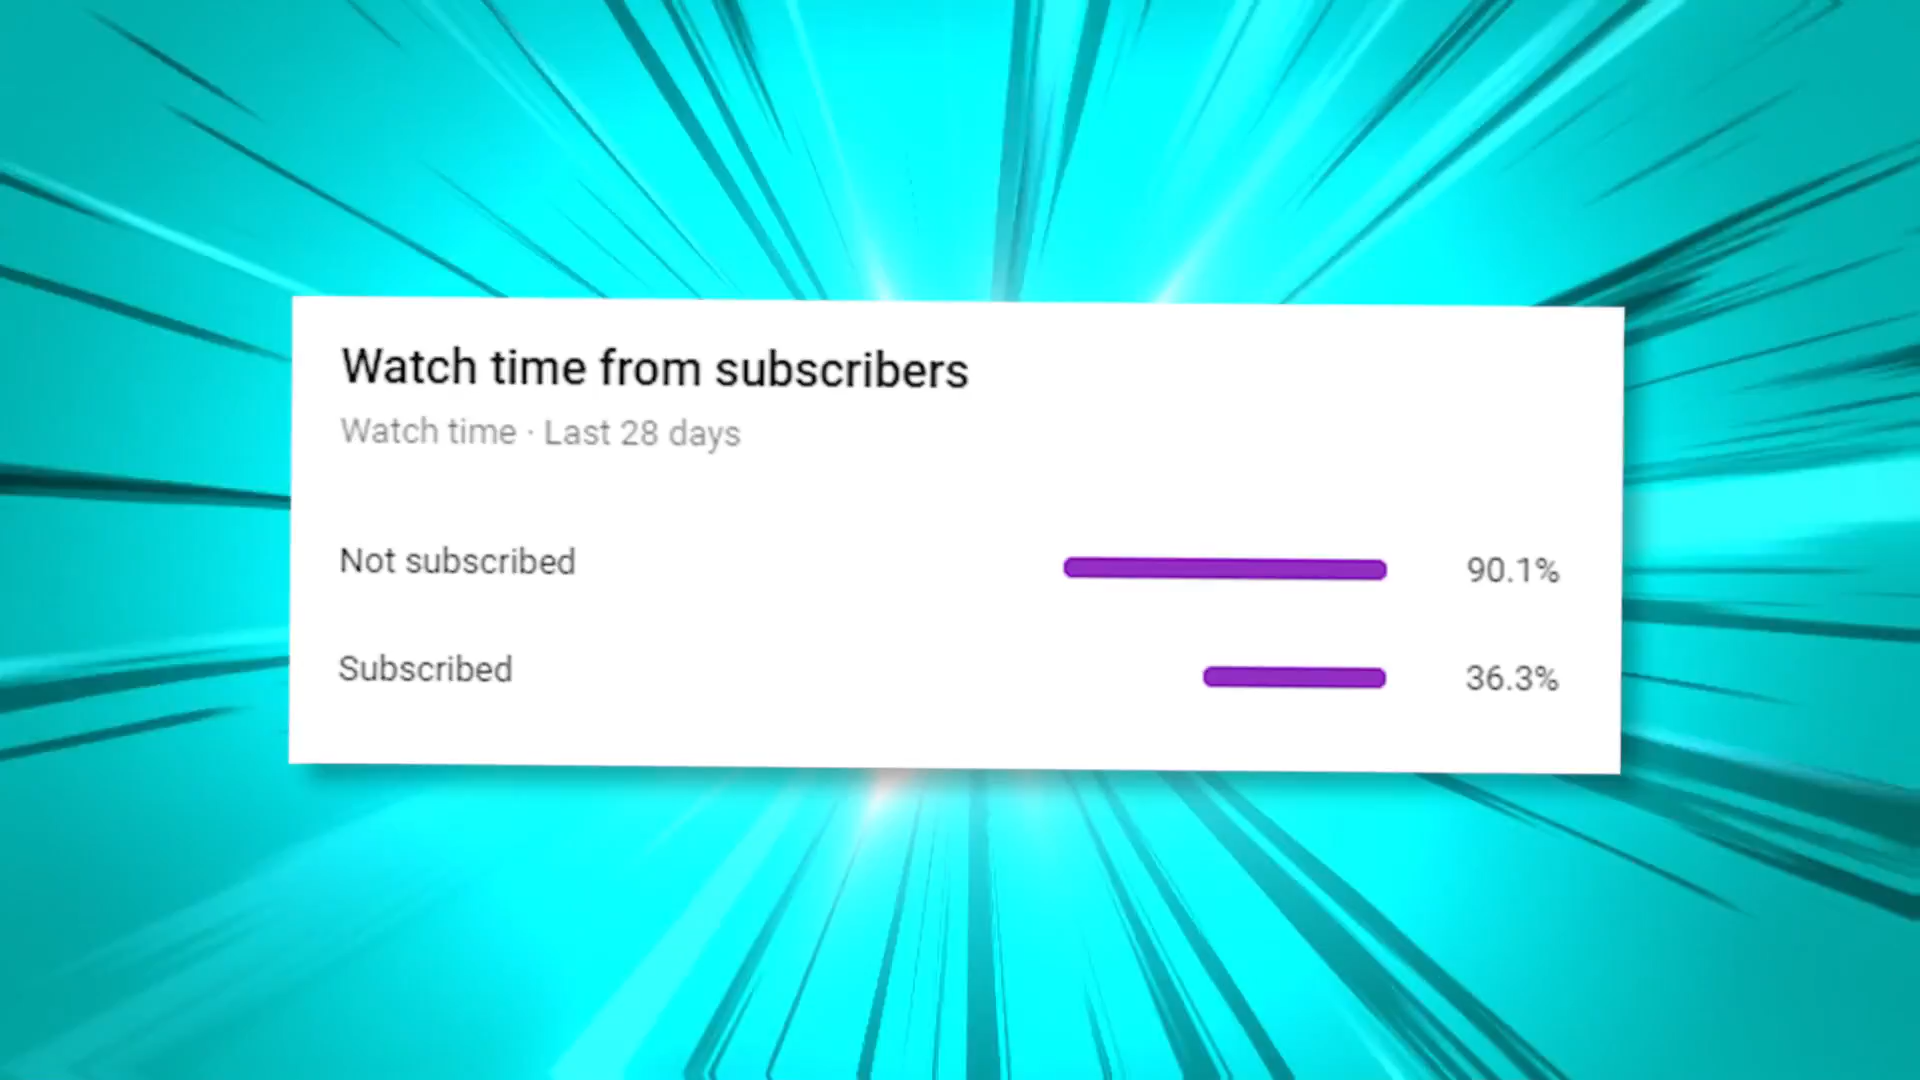 Watch time from subscribers
Watch time · Last 28 days
Not subscribed 90.1%
Subscribed 36.3%